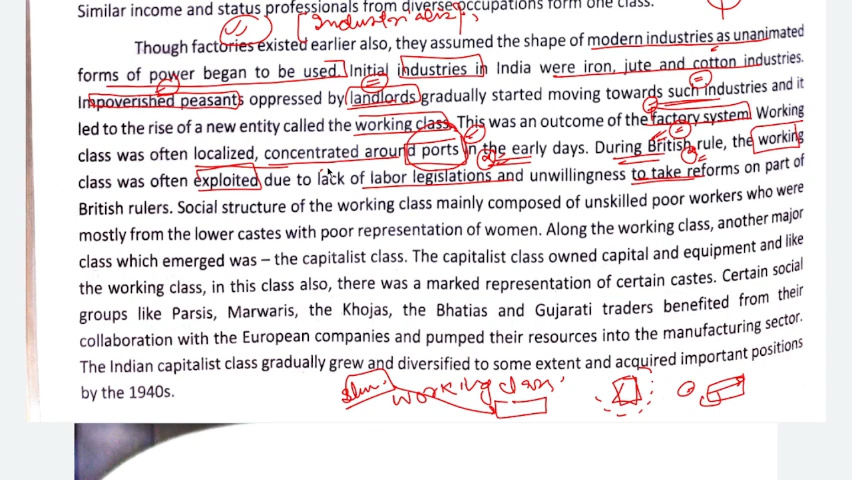 Similar income and status professionals from diverse occupations form one class.
Though factories existed earlier also, they assumed the shape of modern industries as unanimated
forms of power began to be used. Initial industries in India were iron, jute and cotton industries.
Impoverished peasants oppressed by landlords gradually started moving towards such industries and it
led to the rise of a new entity called the working class. This was an outcome of the factory system. Working
class was often localized, concentrated around ports in the early days. During British rule, the working
class was often exploited due to lack of labor legislations and unwillingness to take reforms on part of
British rulers. Social structure of the working class mainly composed of unskilled poor workers who were
mostly from the lower castes with poor representation of women. Along the working class, another major
class which emerged was – the capitalist class. The capitalist class owned capital and equipment and like
the working class, in this class also, there was a marked representation of certain castes. Certain social
groups like Parsis, Marwaris, the Khojas, the Bhatias and Gujarati traders benefited from their
collaboration with the European companies and pumped their resources into the manufacturing sector.
The Indian capitalist class gradually grew and diversified to some extent and acquired important positions
by the 1940s.
working class